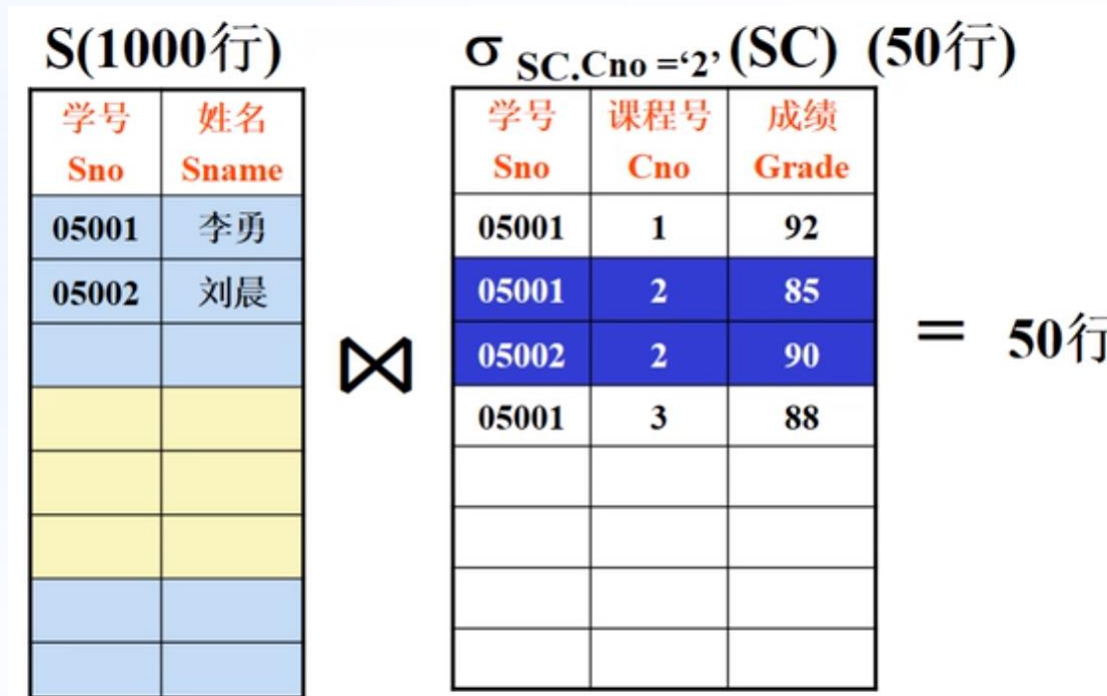 S(1000行)
σ SC.Cno =‘2’ (SC) (50行)
学号 姓名
Sno Sname
05001 李勇
05002 刘晨
⋈
学号 课程号 成绩
Sno Cno Grade
05001 1 92
05001 2 85
05002 2 90
05001 3 88
= 50行